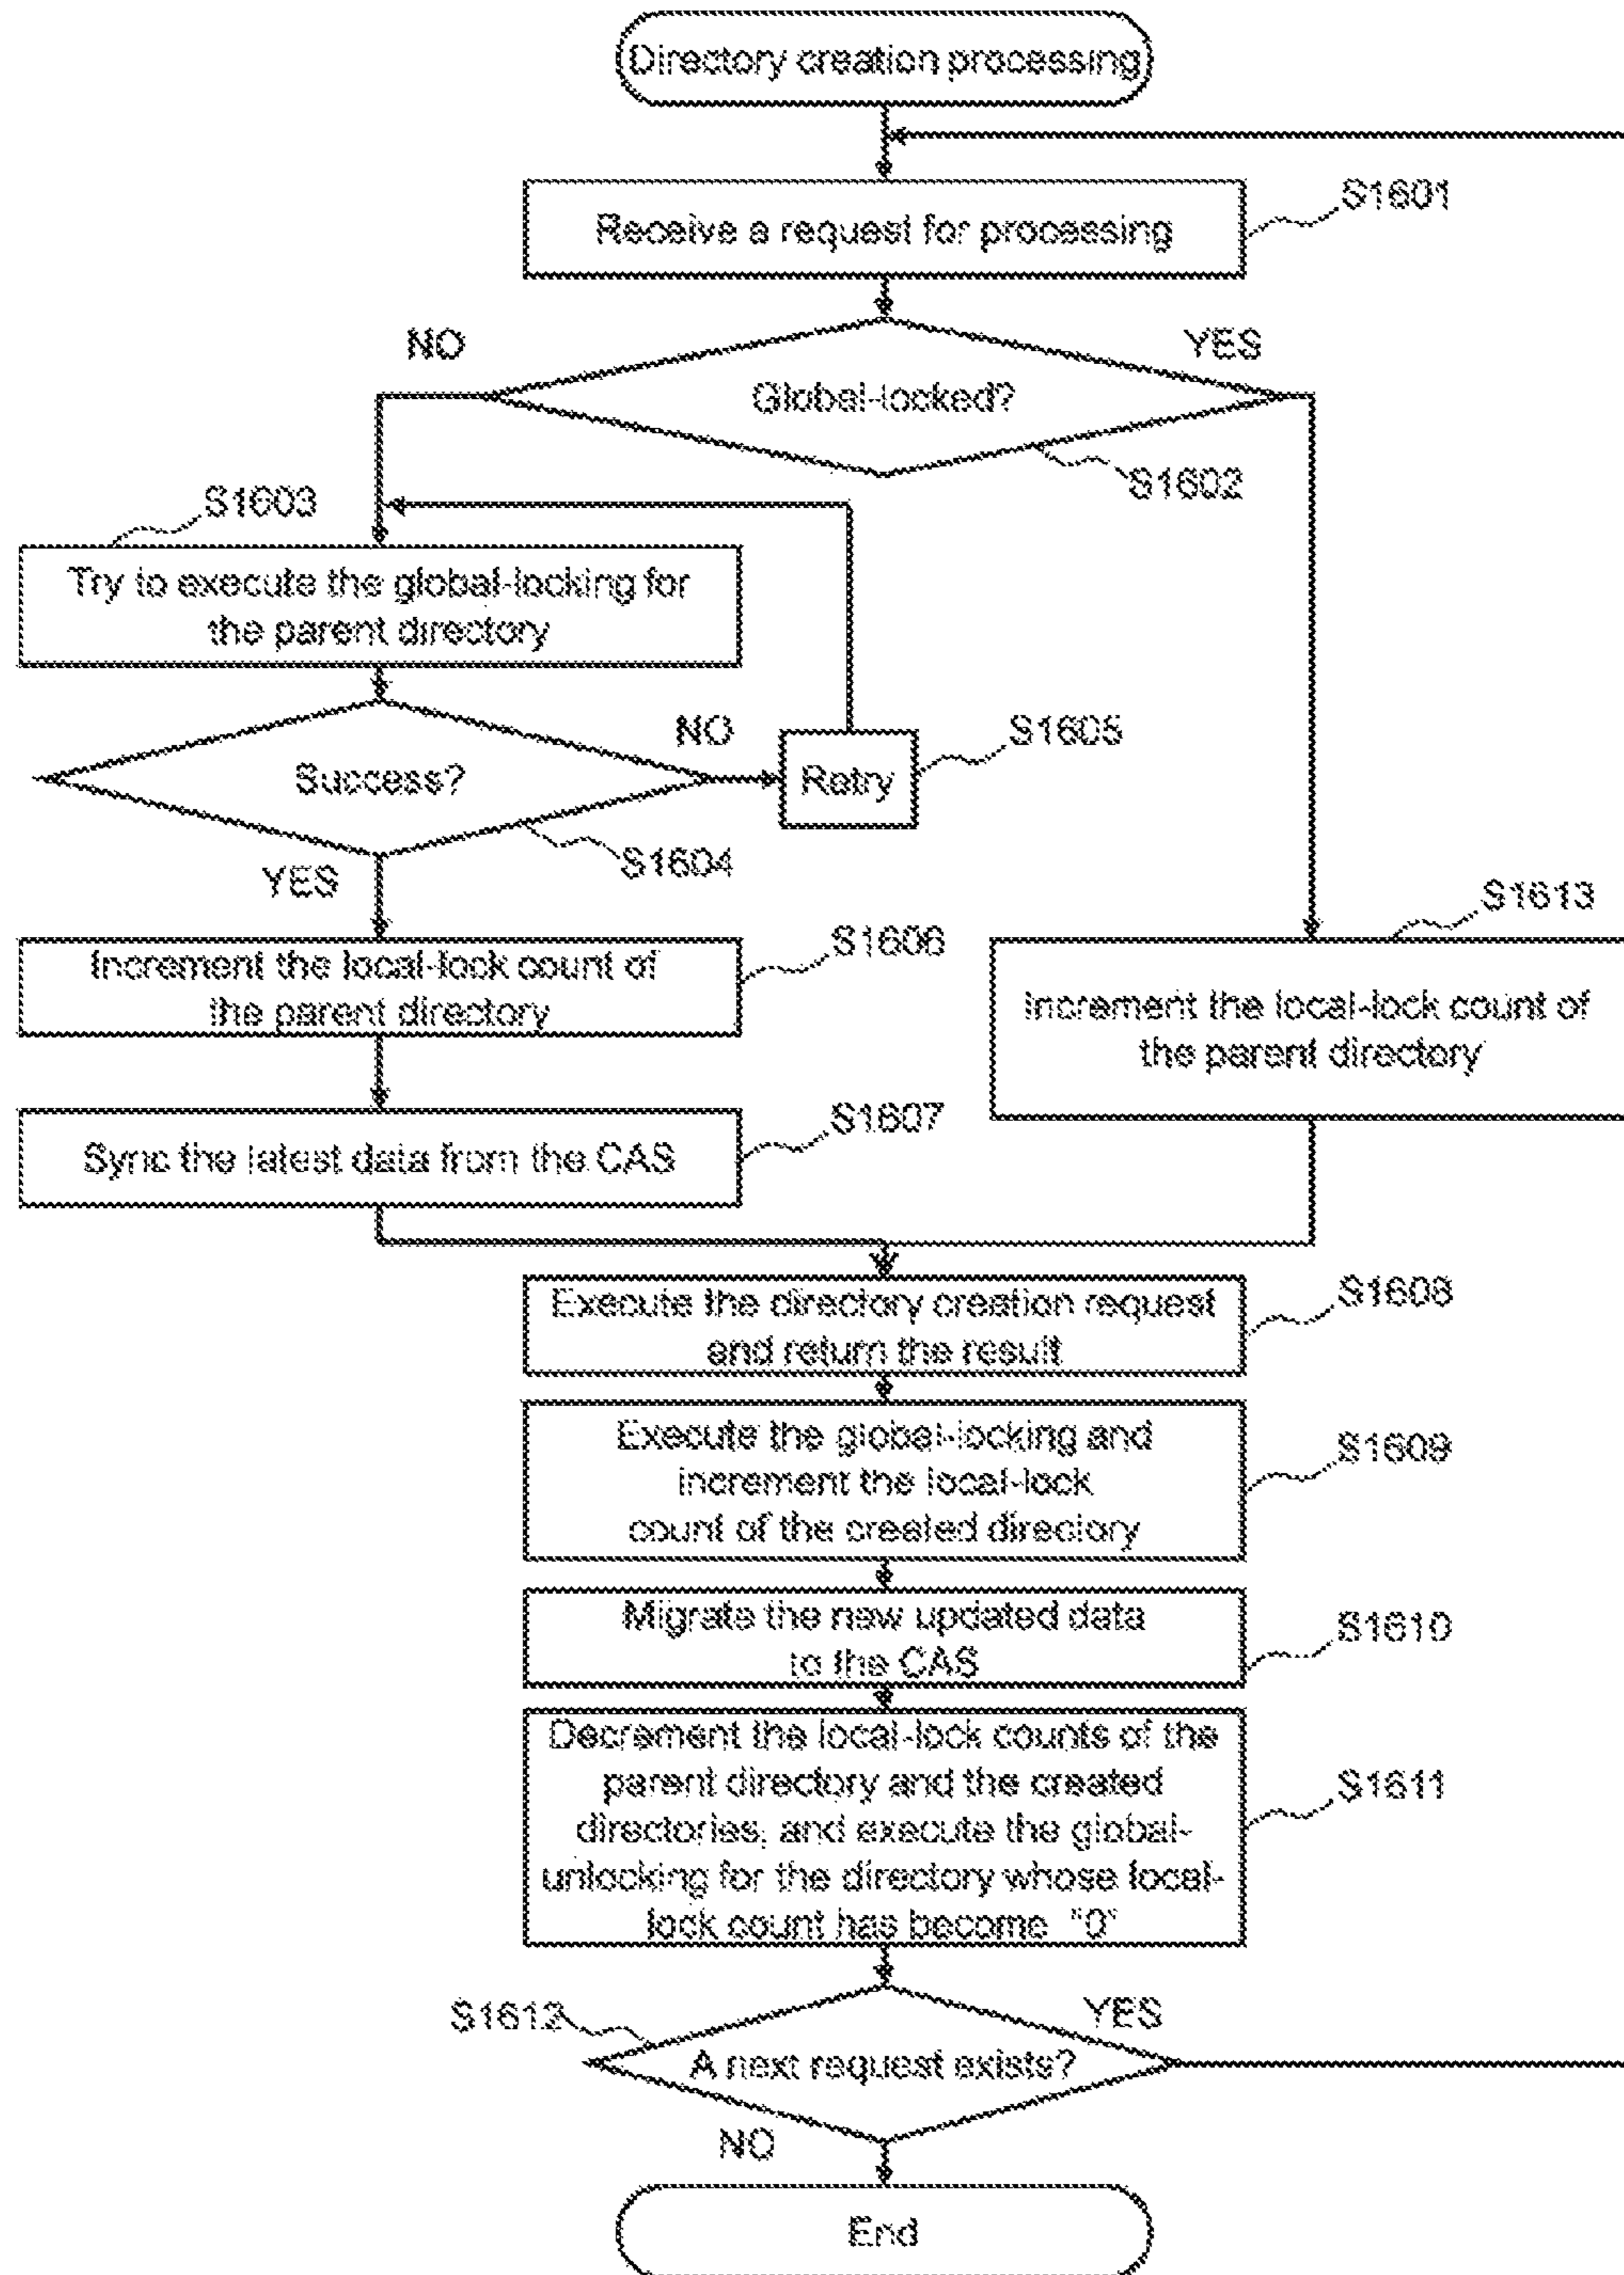 Directory creation processing
Receive a request for processing
S1601
NO
YES
Global-locked?
S1602
S1603
Try to execute the global-locking for
the parent directory
NO
S1605
Success?
Retry
S1604
YES
S1613
S1606
Increment the local-lock count of
the parent directory
Increment the local-lock count of
the parent directory
S1607
Sync the latest data from the CAS
S1608
Execute the directory creation request
and return the result
Execute the global-locking and
increment the local-lock
count of the created directory
S1609
Migrate the new updated data
to the CAS
S1610
Decrement the local-lock counts of the
parent directory and the created
directories, and execute the global-
unlocking for the directory whose local-
lock count has become "0"
S1611
S1612
YES
A next request exists?
NO
End